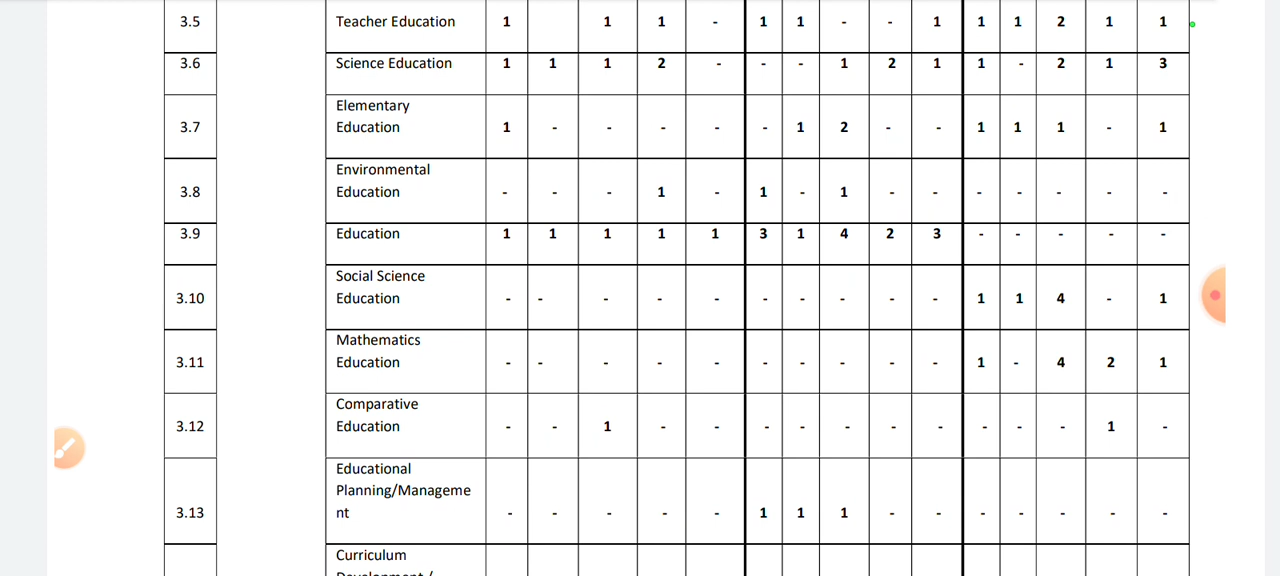 3.5 Teacher Education 1 1 1 - 1 1 - - 1 1 1 2 1 1
3.6 Science Education 1 1 1 2 - - - 1 2 1 1 - 2 1 3
Elementary
3.7 Education 1 - - - - - 1 2 - - 1 1 1 - 1
Environmental
3.8 Education - - - 1 - 1 - 1 - - - - - - -
3.9 Education 1 1 1 1 1 3 1 4 2 3 - - - - -
Social Science
3.10 Education - - - - - - - - - - 1 1 4 - 1
Mathematics
3.11 Education - - - - - - - - - - 1 - 4 2 1
Comparative
3.12 Education - - 1 - - - - - - - - - - 1 -
Educational
Planning/Manageme
3.13 nt - - - - - 1 1 1 - - - - - - -
Curriculum
Development /